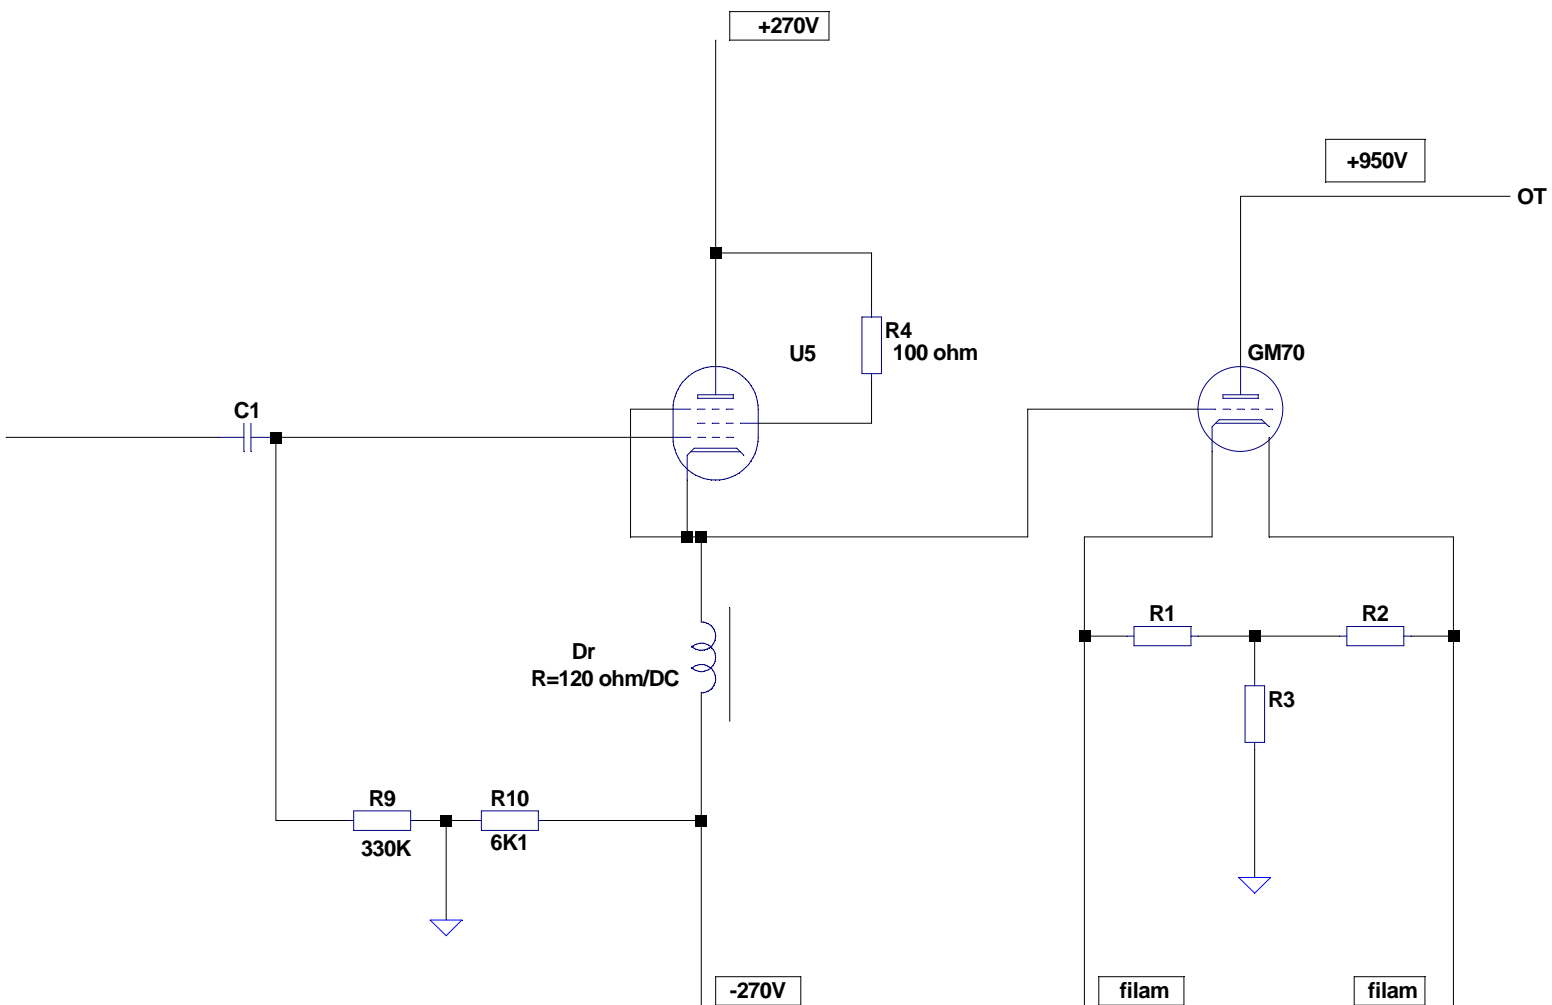 +270V
+950V
OT
R4
100 ohm
U5
GM70
C1
R1
R2
Dr
R=120 ohm/DC
R3
R9
R10
330K
6K1
-270V
filam
filam